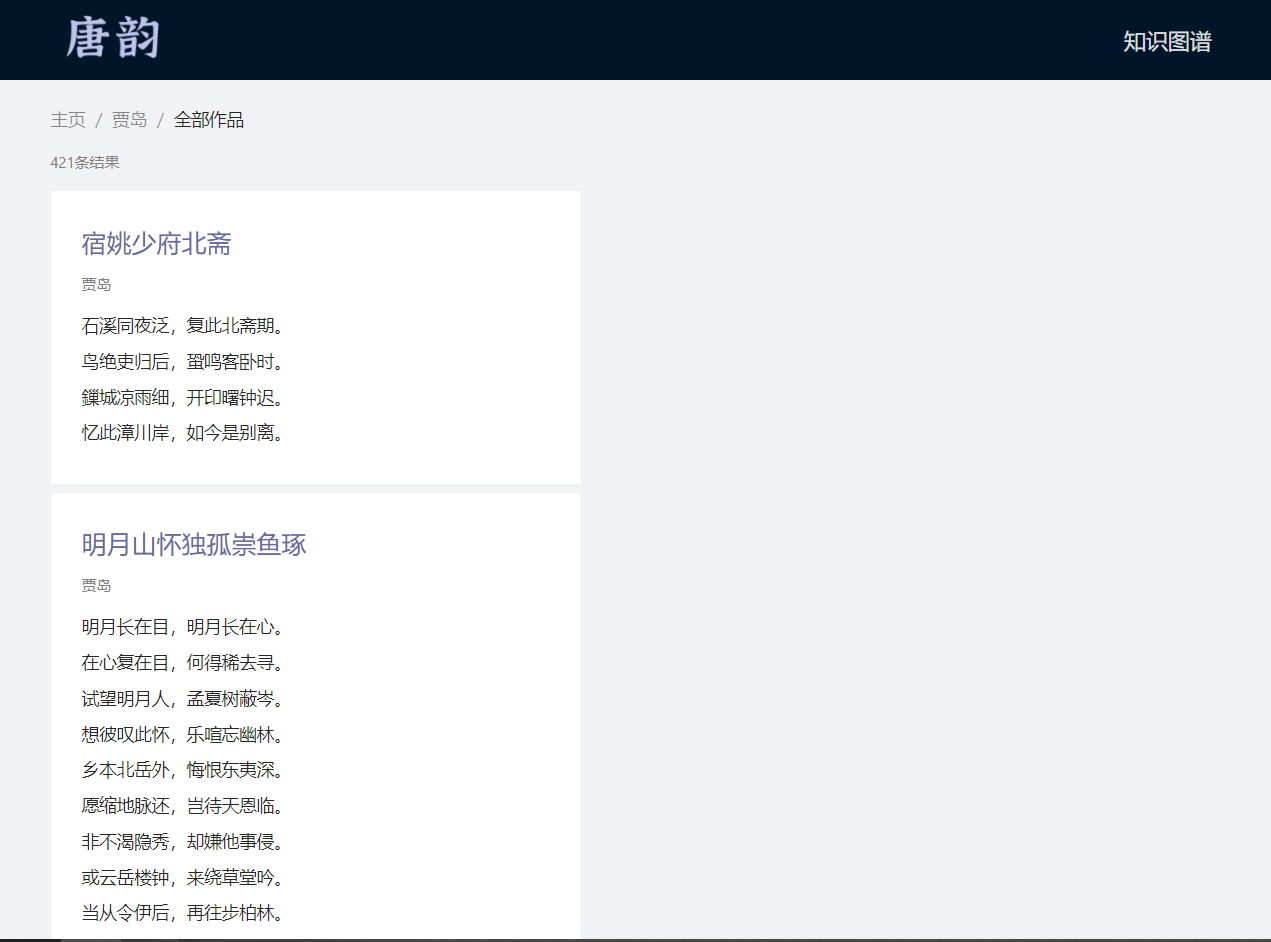 唐韵
知识图谱
主页 / 贾岛 / 全部作品
421条结果
宿姚少府北斋
贾岛
石溪同夜泛，复此北斋期。
鸟绝吏归后，蛩鸣客卧时。
鏁城凉雨细，开印曙钟迟。
忆此漳川岸，如今是别离。
明月山怀独孤崇鱼琢
贾岛
明月长在目，明月长在心。
在心复在目，何得稀去寻。
试望明月人，孟夏树蔽岑。
想彼叹此怀，乐喧忘幽林。
乡本北岳外，悔恨东夷深。
愿缩地脉还，岂待天恩临。
非不渴隐秀，却嫌他事侵。
或云岳楼钟，来绕草堂吟。
当从令伊后，再往步柏林。